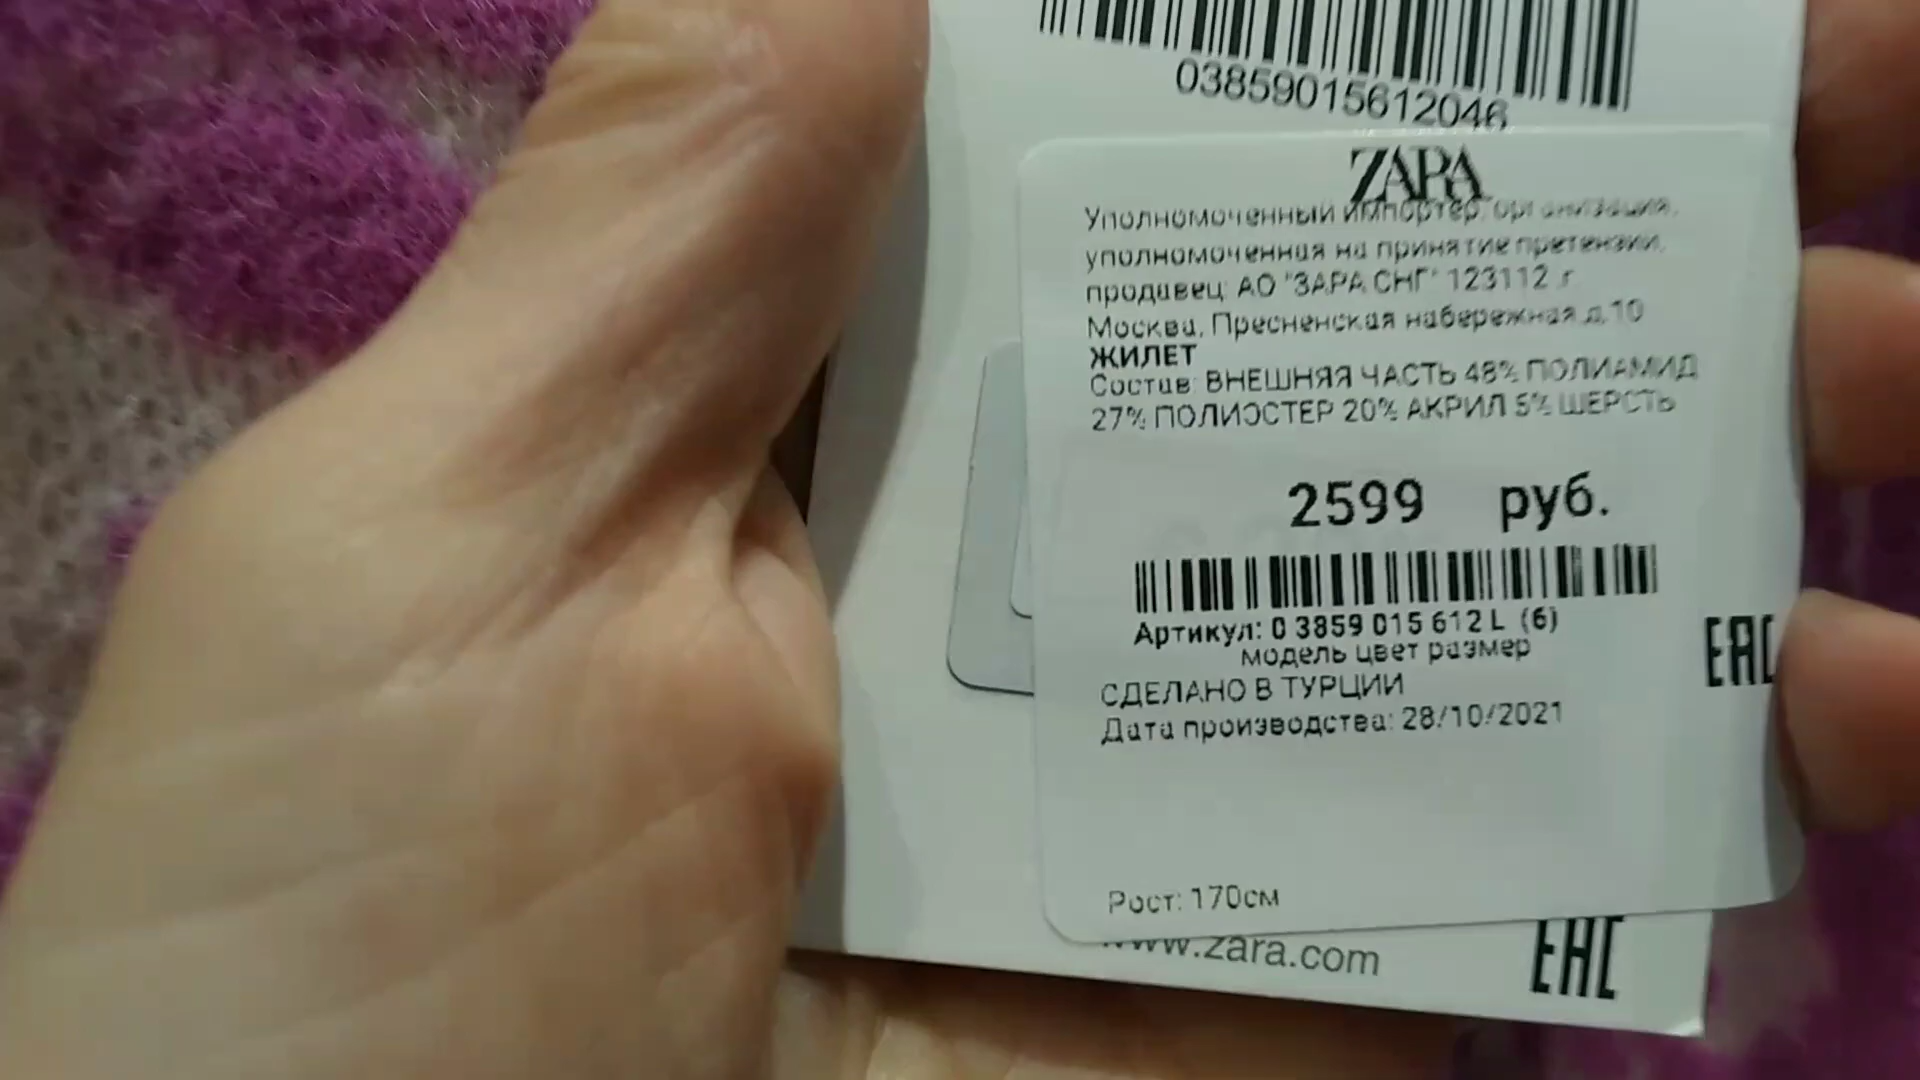 03859015612046
ZARA
Уполномоченный импортер, организация,
уполномоченная на принятие претензии,
продавец: АО "ЗАРА СНГ" 123112 .г
Москва, Пресненская набережная д.10
ЖИЛЕТ
Состав: ВНЕШНЯЯ ЧАСТЬ 48% ПОЛИАМИД
27% ПОЛИЭСТЕР 20% АКРИЛ 5% ШЕРСТЬ
2599 руб.
Артикул: 0 3859 015 612 L (6)
модель цвет размер
EAC
СДЕЛАНО В ТУРЦИИ
Дата производства: 28/10/2021
Рост: 170см
www.zara.com
EAC